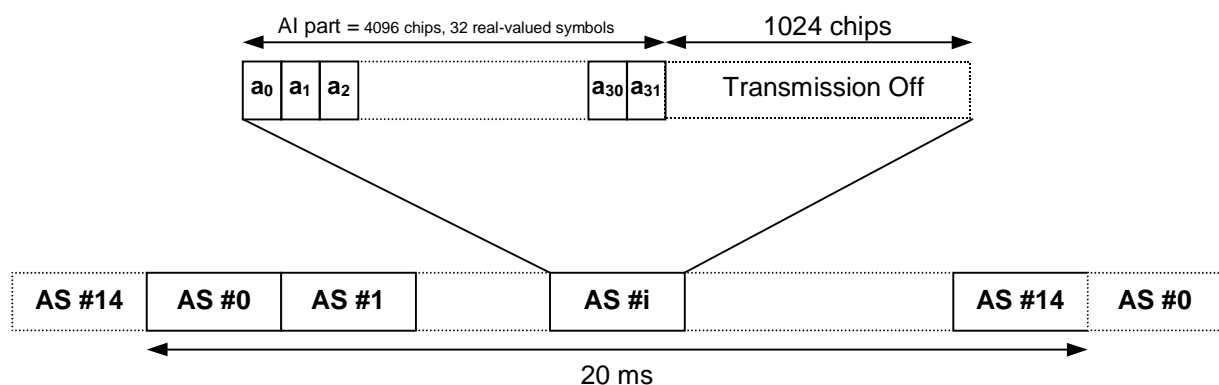 AI part = 4096 chips, 32 real-valued symbols
1024 chips
a0 a1 a2 a30 a31 Transmission Off
AS #14 AS #0 AS #1 AS #i AS #14 AS #0
20 ms